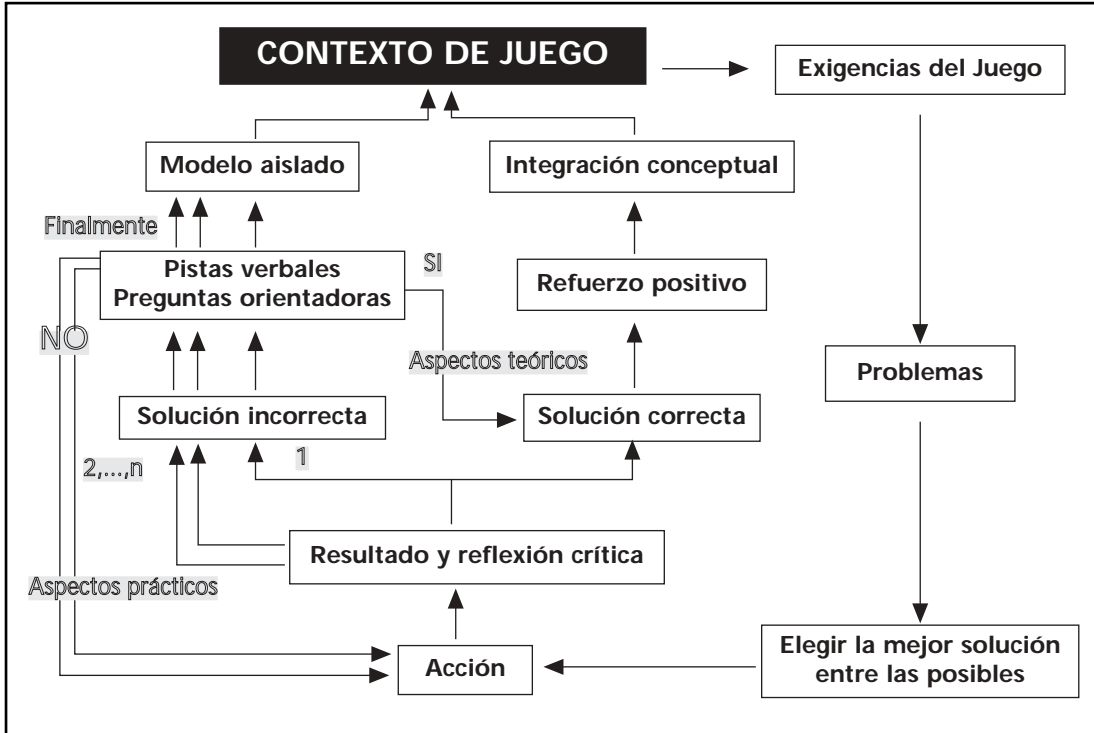 CONTEXTO DE JUEGO
Exigencias del Juego
Modelo aislado
Integración conceptual
Finalmente
Pistas verbales
Preguntas orientadoras
SI
Refuerzo positivo
NO
Aspectos teóricos
Problemas
Solución incorrecta
Solución correcta
1
2,...,n
Resultado y reflexión crítica
Aspectos prácticos
Elegir la mejor solución
entre las posibles
Acción